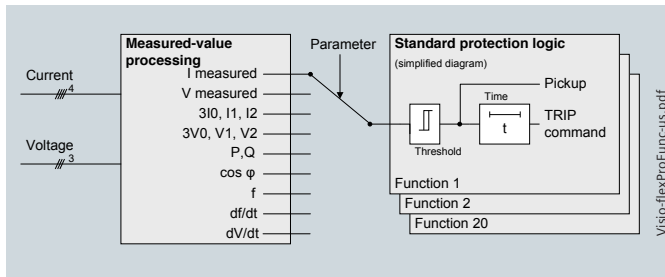 Measured-value
processing
Current
4
Voltage
3
I measured
V measured
3I0, I1, I2
3V0, V1, V2
P,Q
cos φ
f
df/dt
dV/dt
Parameter
Standard protection logic
(simplified diagram)
Pickup
Time
t
TRIP
command
Threshold
Function 1
Function 2
Function 20
Visio-flexProFunc-us.pdf